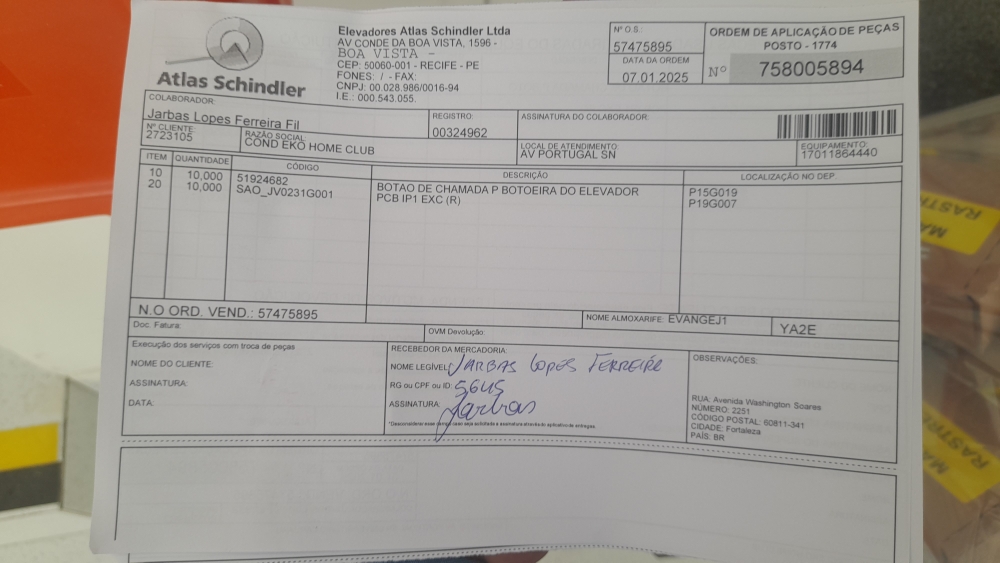 Atlas Schindler
Elevadores Atlas Schindler Ltda
AV CONDE DA BOA VISTA, 1596 -
BOA VISTA -
CEP: 50060-001 - RECIFE - PE
FONES: / - FAX:
CNPJ: 00.028.986/0016-94
I.E.: 000.543.055.
Nº O.S.:
57475895
DATA DA ORDEM
07.01.2025
ORDEM DE APLICAÇÃO DE PEÇAS
POSTO - 1774
Nº 758005894
COLABORADOR:
Jarbas Lopes Ferreira Fil
REGISTRO:
00324962
ASSINATURA DO COLABORADOR:
Nº CLIENTE
2723105
RAZÃO SOCIAL
COND EKO HOME CLUB
LOCAL DE ATENDIMENTO:
AV PORTUGAL SN
EQUIPAMENTO:
17011864440
ITEM QUANTIDADE CÓDIGO DESCRIÇÃO LOCALIZAÇÃO NO DEP.
10 10,000 51924682 BOTAO DE CHAMADA P BOTOEIRA DO ELEVADOR P15G019
20 10,000 SAO_JV0231G001 PCB IP1 EXC (R) P19G007
N.O ORD. VEND.: 57475895
NOME ALMOXARIFE: EVANGEJ1
YA2E
Doc. Fatura:
OVM Devolução:
Execução dos serviços com troca de peças
NOME DO CLIENTE:
ASSINATURA:
DATA:
RECEBEDOR DA MERCADORIA:
NOME LEGÍVEL: JARBAS LOPES FERREIRA
RG ou CPF ou ID: 5645
ASSINATURA: Jarbas
OBSERVAÇÕES:
RUA: Avenida Washington Soares
NÚMERO: 2251
CÓDIGO POSTAL: 60811-341
CIDADE: Fortaleza
PAÍS: BR